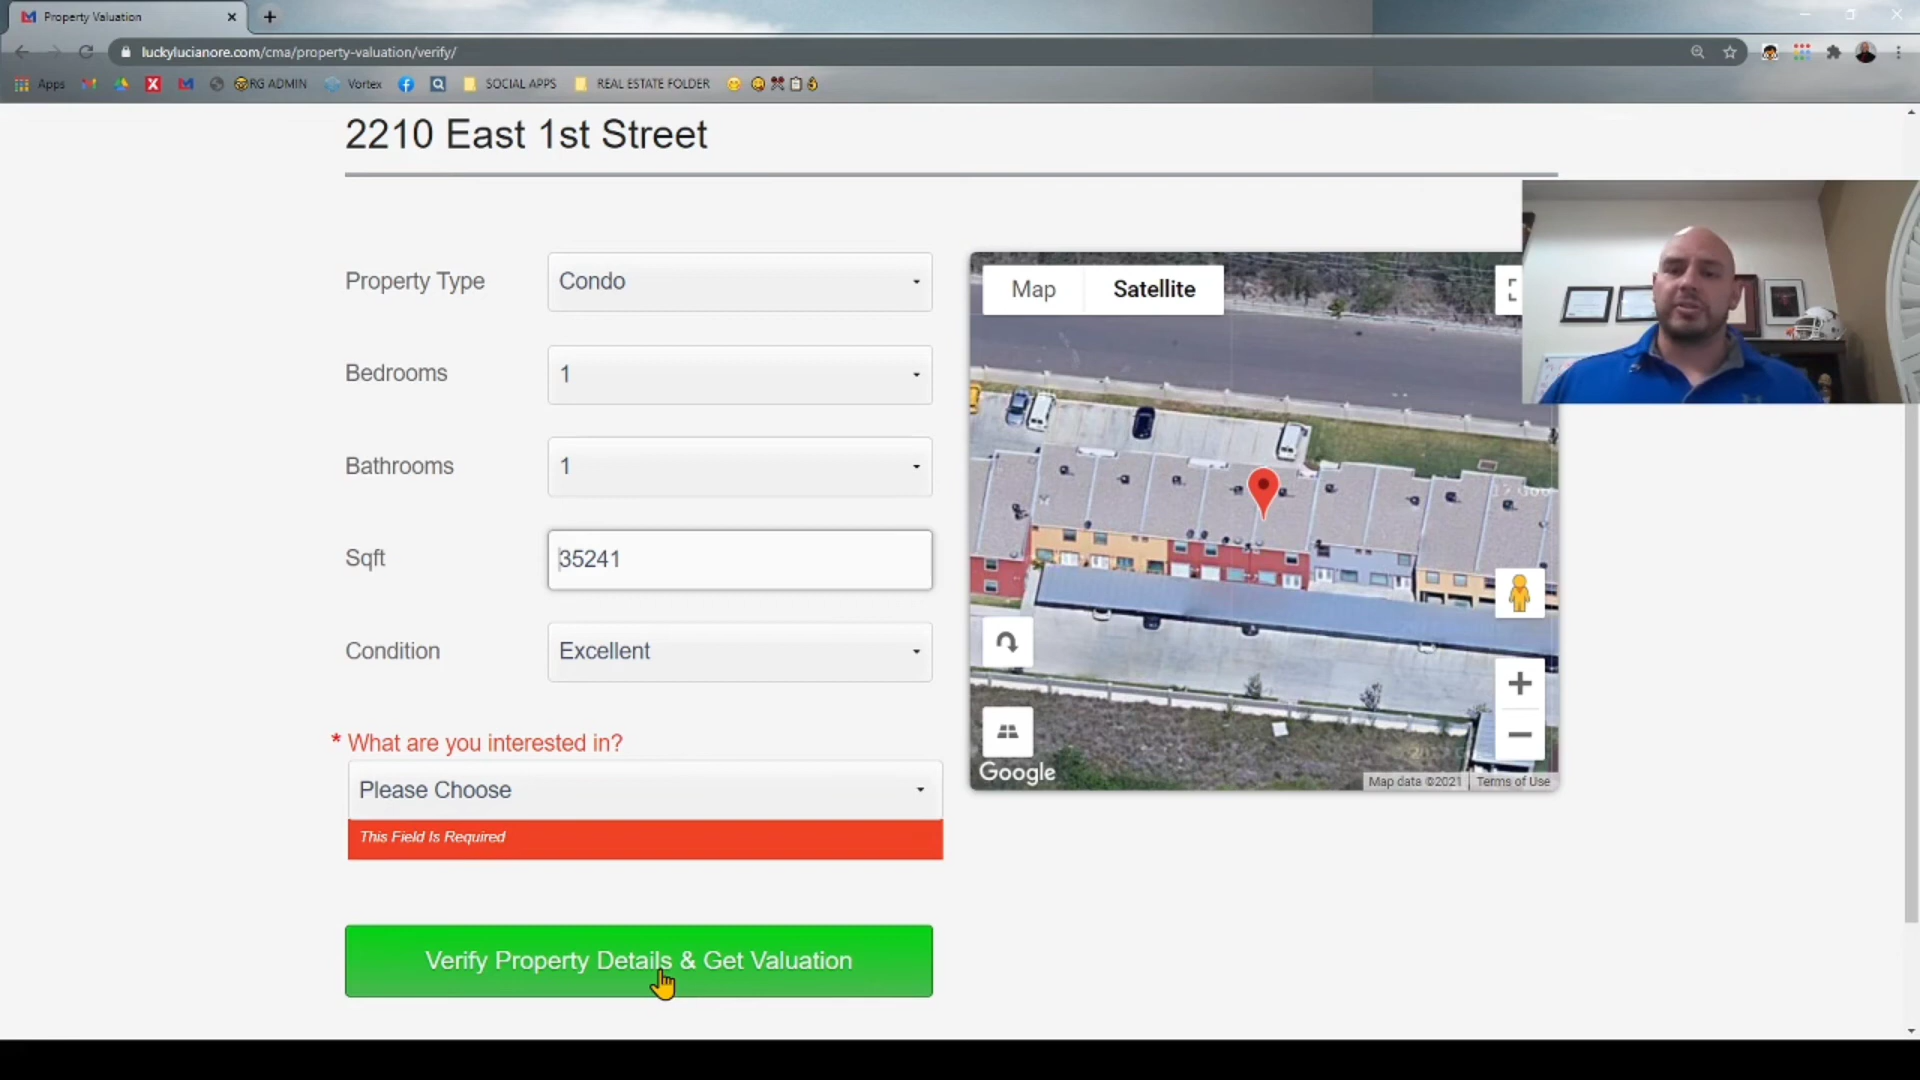 Property Valuation
luckylucianore.com/cma/property-valuation/verify/
Apps
RG ADMIN
Vortex
SOCIAL APPS
REAL ESTATE FOLDER
2210 East 1st Street
Property Type
Condo
Bedrooms
1
Bathrooms
1
Sqft
35241
Condition
Excellent
* What are you interested in?
Please Choose
This Field Is Required
Verify Property Details & Get Valuation
Map
Satellite
Google
Map data ©2021
Terms of Use